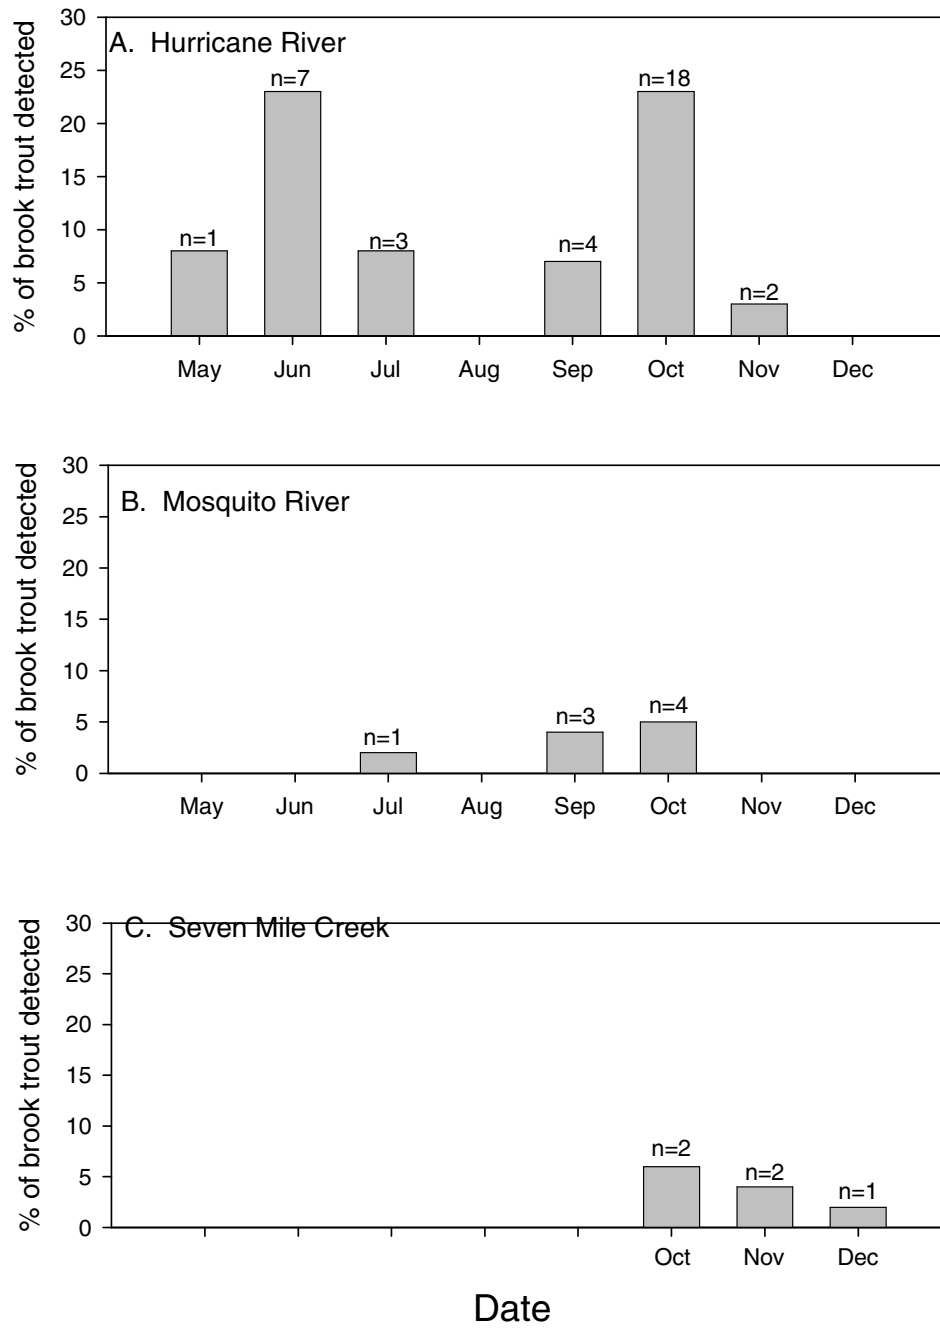 A. Hurricane River
% of brook trout detected
30
25
20
15
10
5
0
n=1
n=7
n=3
n=4
n=18
n=2
May Jun Jul Aug Sep Oct Nov Dec
B. Mosquito River
% of brook trout detected
30
25
20
15
10
5
0
n=1
n=3
n=4
May Jun Jul Aug Sep Oct Nov Dec
C. Seven Mile Creek
% of brook trout detected
30
25
20
15
10
5
0
n=2
n=2
n=1
Oct Nov Dec
Date